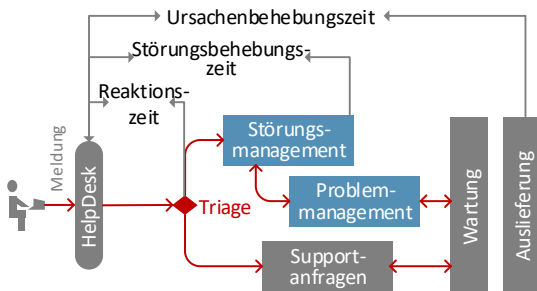 Ursachenbehebungszeit
Störungsbehebungs-
zeit
Reaktions-
zeit
Meldung
HelpDesk
Triage
Störungs-
management
Problem-
management
Support-
anfragen
Wartung
Auslieferung